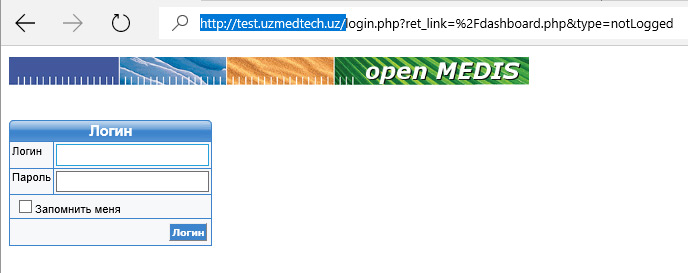 http://test.uzmedtech.uz/login.php?ret_link=%2Fdashboard.php&type=notLogged
open MEDIS
Логин
Логин
Пароль
Запомнить меня
Логин